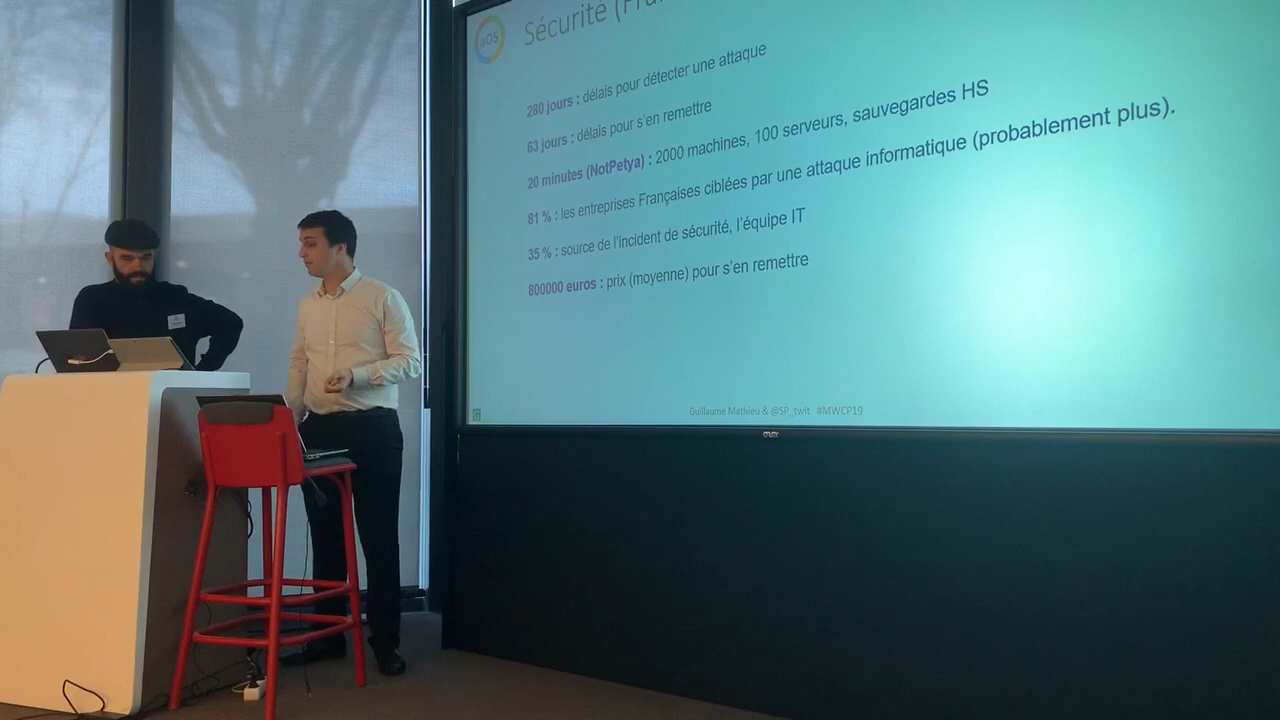 aOS
Sécurité
280 jours : délais pour détecter une attaque
63 jours : délais pour s'en remettre
20 minutes (NotPetya) : 2000 machines, 100 serveurs, sauvegardes HS
81 % : les entreprises Françaises ciblées par une attaque informatique (probablement plus).
35 % : source de l'incident de sécurité, l'équipe IT
800000 euros : prix (moyenne) pour s'en remettre
Guillaume Mathieu & @SP_twit #MWCP19